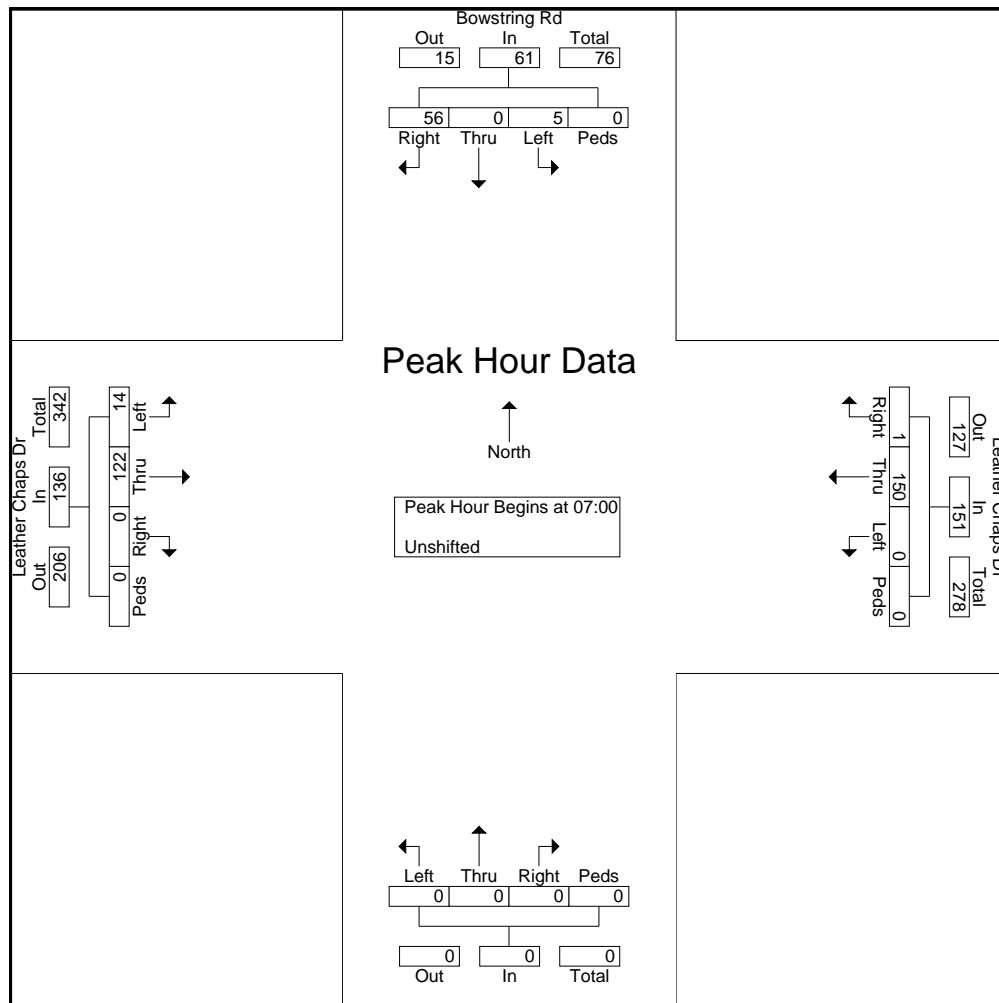 Bowstring Rd
Out In Total
15 61 76
56 0 5 0
Right Thru Left Peds
Peak Hour Data
North
Peak Hour Begins at 07:00
Unshifted
Leather Chaps Dr
Out In Total
206 136 342
14 122 0 0
Left Thru Right Peds
Leather Chaps Dr
Out In Total
127 151 278
1 150 0 0
Right Thru Left Peds
Left Thru Right Peds
0 0 0 0
0 0 0
Out In Total